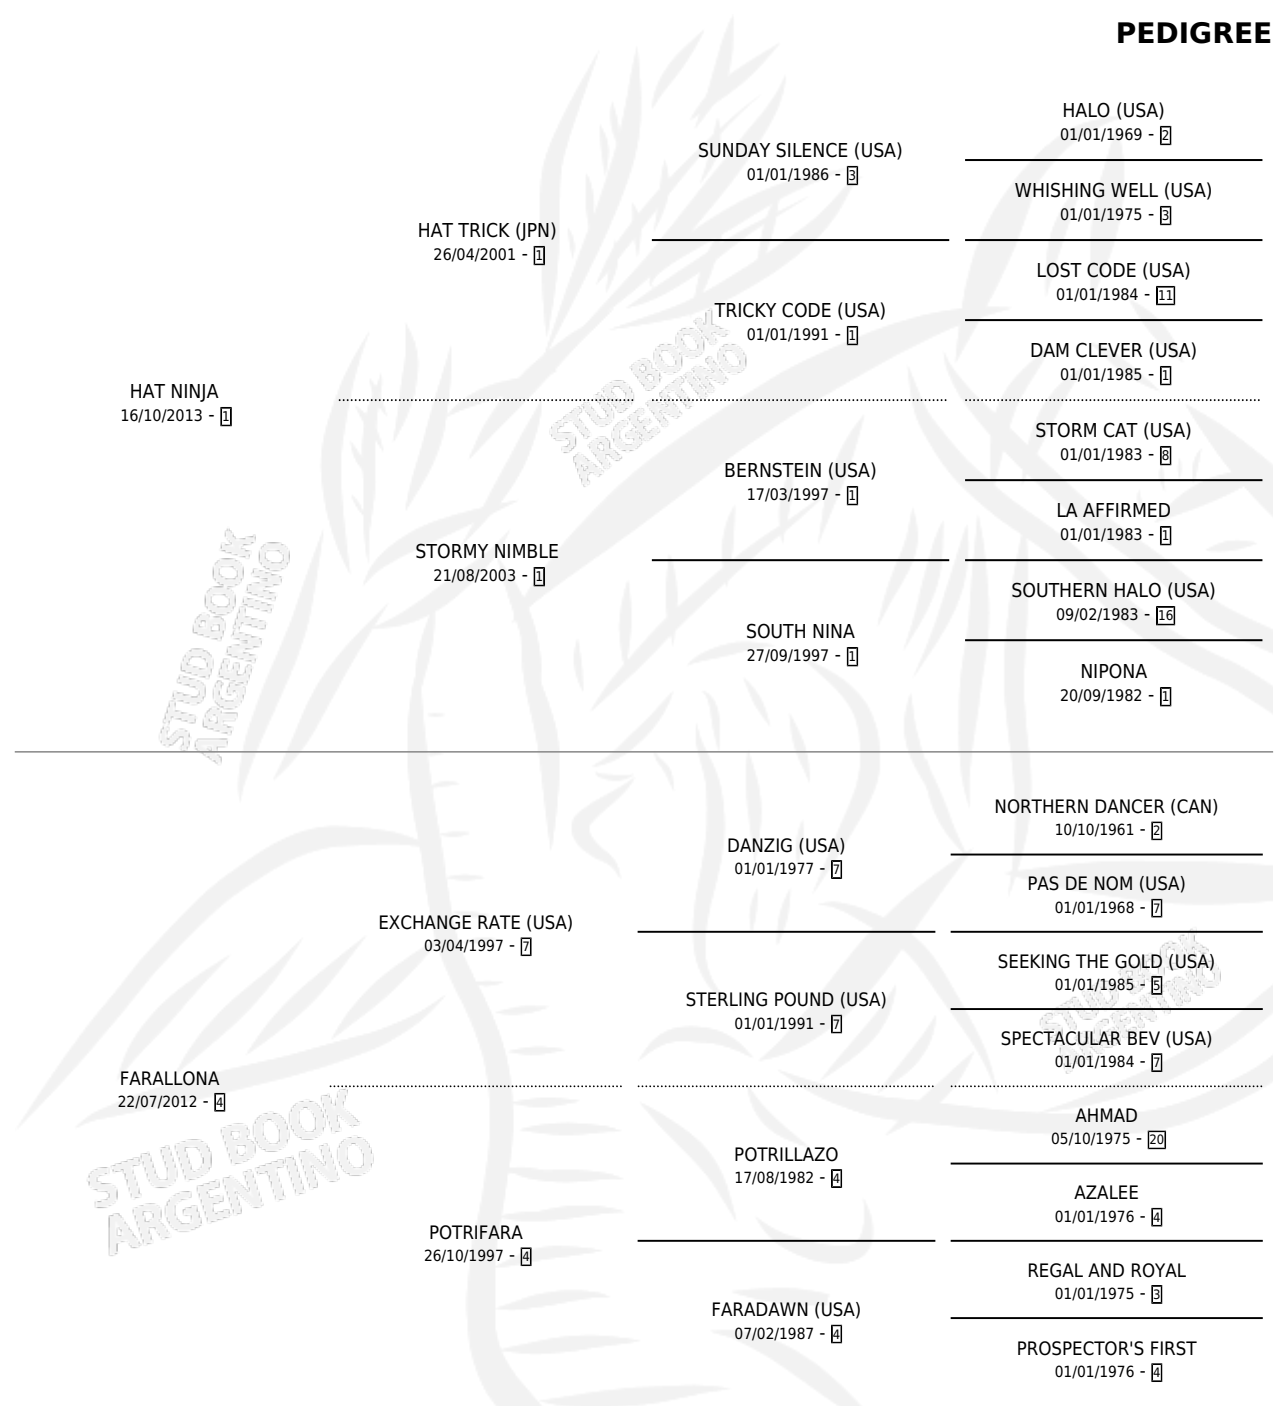 PEDIGREE
HALO (USA)
01/01/1969 - 2
SUNDAY SILENCE (USA)
01/01/1986 - 3
WHISHING WELL (USA)
01/01/1975 - 3
HAT TRICK (JPN)
26/04/2001 - 1
LOST CODE (USA)
01/01/1984 - 11
TRICKY CODE (USA)
01/01/1991 - 1
DAM CLEVER (USA)
01/01/1985 - 1
HAT NINJA
16/10/2013 - 1
STORM CAT (USA)
01/01/1983 - 8
BERNSTEIN (USA)
17/03/1997 - 1
LA AFFIRMED
01/01/1983 - 1
STORMY NIMBLE
21/08/2003 - 1
SOUTHERN HALO (USA)
09/02/1983 - 16
SOUTH NINA
27/09/1997 - 1
NIPONA
20/09/1982 - 1
NORTHERN DANCER (CAN)
10/10/1961 - 2
DANZIG (USA)
01/01/1977 - 7
PAS DE NOM (USA)
01/01/1968 - 7
EXCHANGE RATE (USA)
03/04/1997 - 7
SEEKING THE GOLD (USA)
01/01/1985 - 5
STERLING POUND (USA)
01/01/1991 - 7
SPECTACULAR BEV (USA)
01/01/1984 - 7
FARALLONA
22/07/2012 - 4
AHMAD
05/10/1975 - 20
POTRILLAZO
17/08/1982 - 4
AZALEE
01/01/1976 - 4
POTRIFARA
26/10/1997 - 4
REGAL AND ROYAL
01/01/1975 - 3
FARADAWN (USA)
07/02/1987 - 4
PROSPECTOR'S FIRST
01/01/1976 - 4
STUD BOOK
ARGENTINO
STUD BOOK
ARGENTINO
STUD BOOK
ARGENTINO
STUD BOOK
ARGENTINO